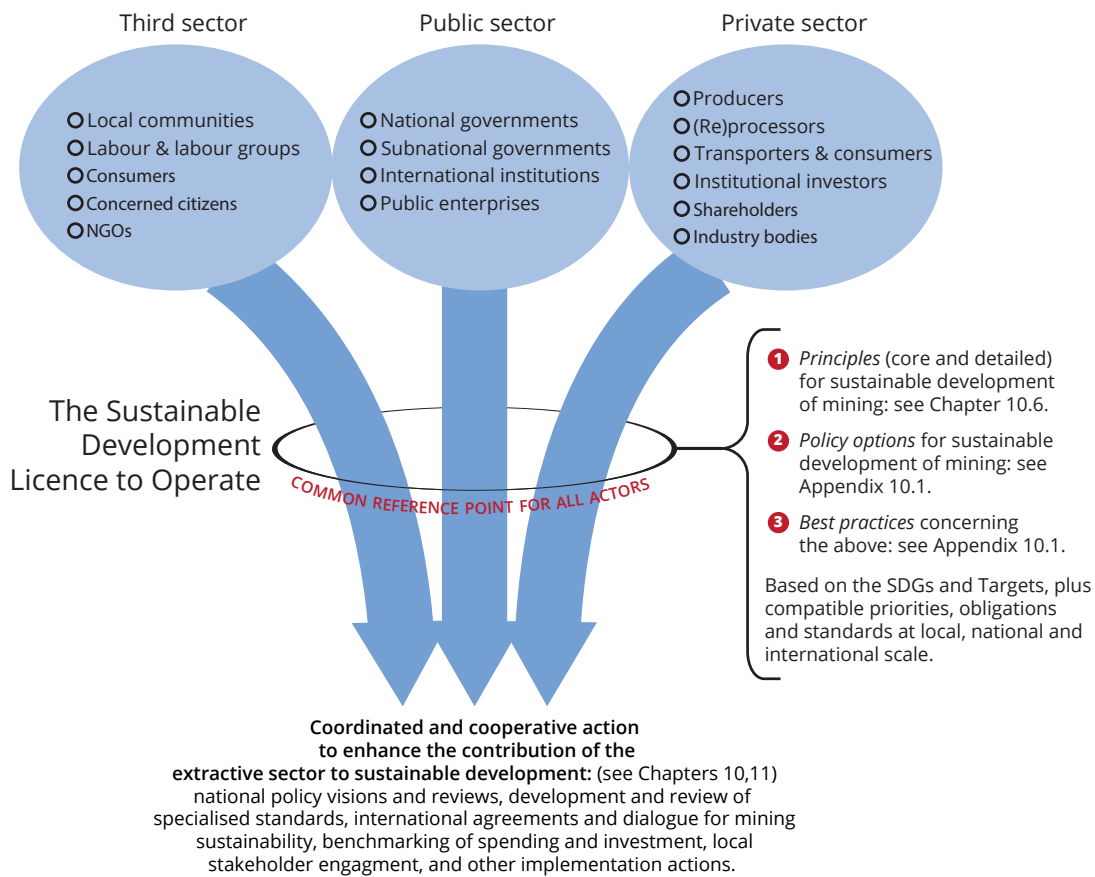 Third sector
Local communities
Labour & labour groups
Consumers
Concerned citizens
NGOs
Public sector
National governments
Subnational governments
International institutions
Public enterprises
Private sector
Producers
(Re)processors
Transporters & consumers
Institutional investors
Shareholders
Industry bodies
The Sustainable
Development
Licence to Operate
COMMON REFERENCE POINT FOR ALL ACTORS
1 Principles (core and detailed)
for sustainable development
of mining: see Chapter 10.6.
2 Policy options for sustainable
development of mining: see
Appendix 10.1.
3 Best practices concerning
the above: see Appendix 10.1.
Based on the SDGs and Targets, plus
compatible priorities, obligations
and standards at local, national and
international scale.
Coordinated and cooperative action
to enhance the contribution of the
extractive sector to sustainable development: (see Chapters 10,11)
national policy visions and reviews, development and review of
specialised standards, international agreements and dialogue for mining
sustainability, benchmarking of spending and investment, local
stakeholder engagment, and other implementation actions.